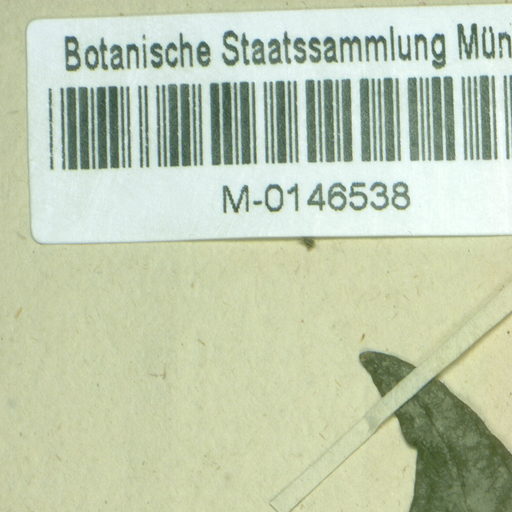 Botanische Staatssammlung Mün
M-0146538